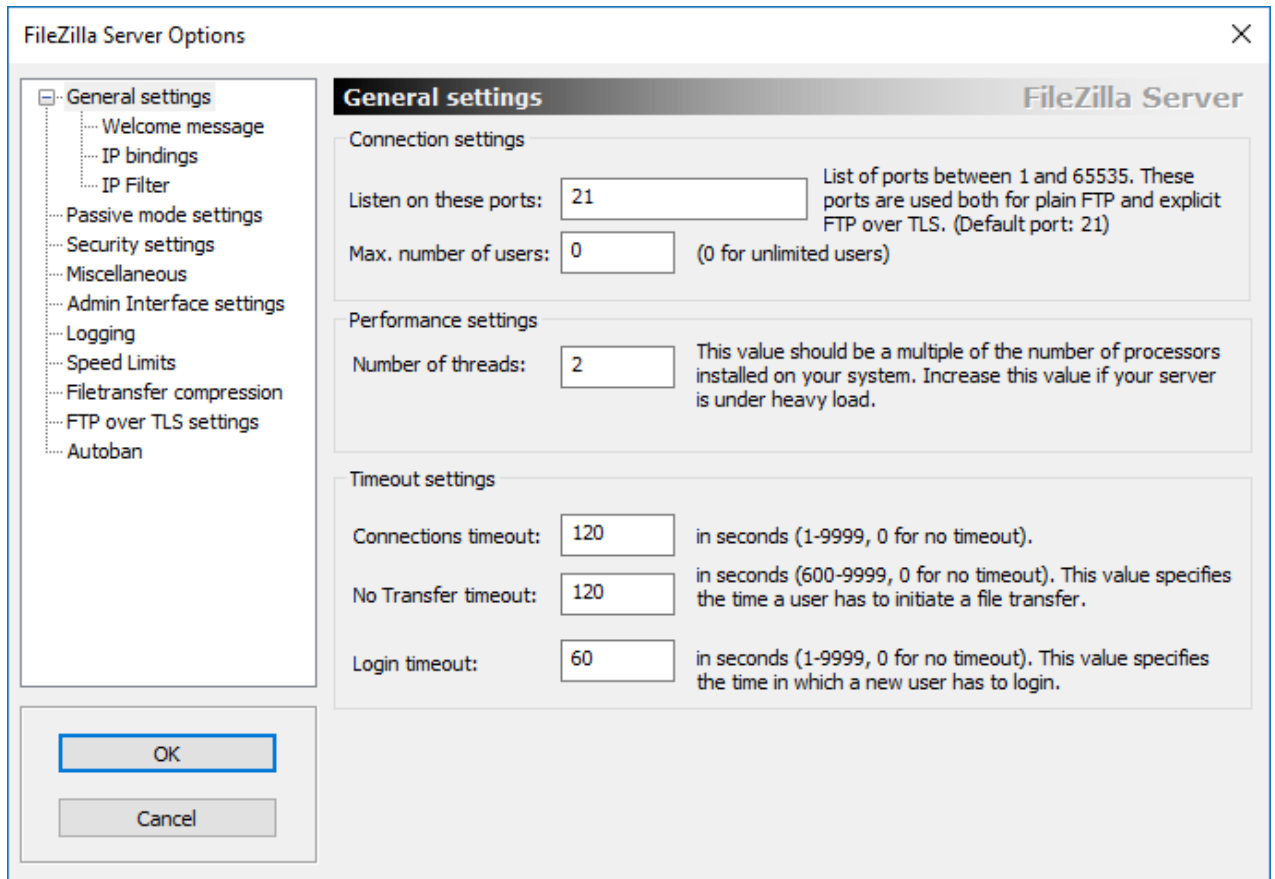 FileZilla Server Options
General settings
Welcome message
IP bindings
IP Filter
Passive mode settings
Security settings
Miscellaneous
Admin Interface settings
Logging
Speed Limits
Filetransfer compression
FTP over TLS settings
Autoban
OK
Cancel
General settings FileZilla Server
Connection settings
Listen on these ports: 21
List of ports between 1 and 65535. These
ports are used both for plain FTP and explicit
FTP over TLS. (Default port: 21)
Max. number of users: 0 (0 for unlimited users)
Performance settings
Number of threads: 2
This value should be a multiple of the number of processors
installed on your system. Increase this value if your server
is under heavy load.
Timeout settings
Connections timeout: 120 in seconds (1-9999, 0 for no timeout).
No Transfer timeout: 120
in seconds (600-9999, 0 for no timeout). This value specifies
the time a user has to initiate a file transfer.
Login timeout: 60
in seconds (1-9999, 0 for no timeout). This value specifies
the time in which a new user has to login.